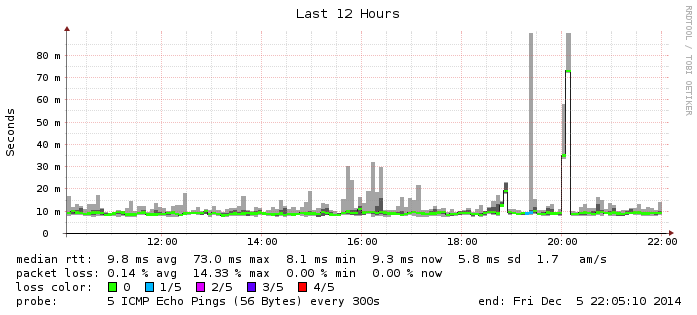 Last 12 Hours
RRDTOOL / TOBI OETIKER
Seconds
80 m
70 m
60 m
50 m
40 m
30 m
20 m
10 m
0
12:00 14:00 16:00 18:00 20:00 22:00
median rtt: 9.8 ms avg 73.0 ms max 8.1 ms min 9.3 ms now 5.8 ms sd 1.7 am/s
packet loss: 0.14 % avg 14.33 % max 0.00 % min 0.00 % now
loss color: 0 1/5 2/5 3/5 4/5
probe: 5 ICMP Echo Pings (56 Bytes) every 300s end: Fri Dec 5 22:05:10 2014